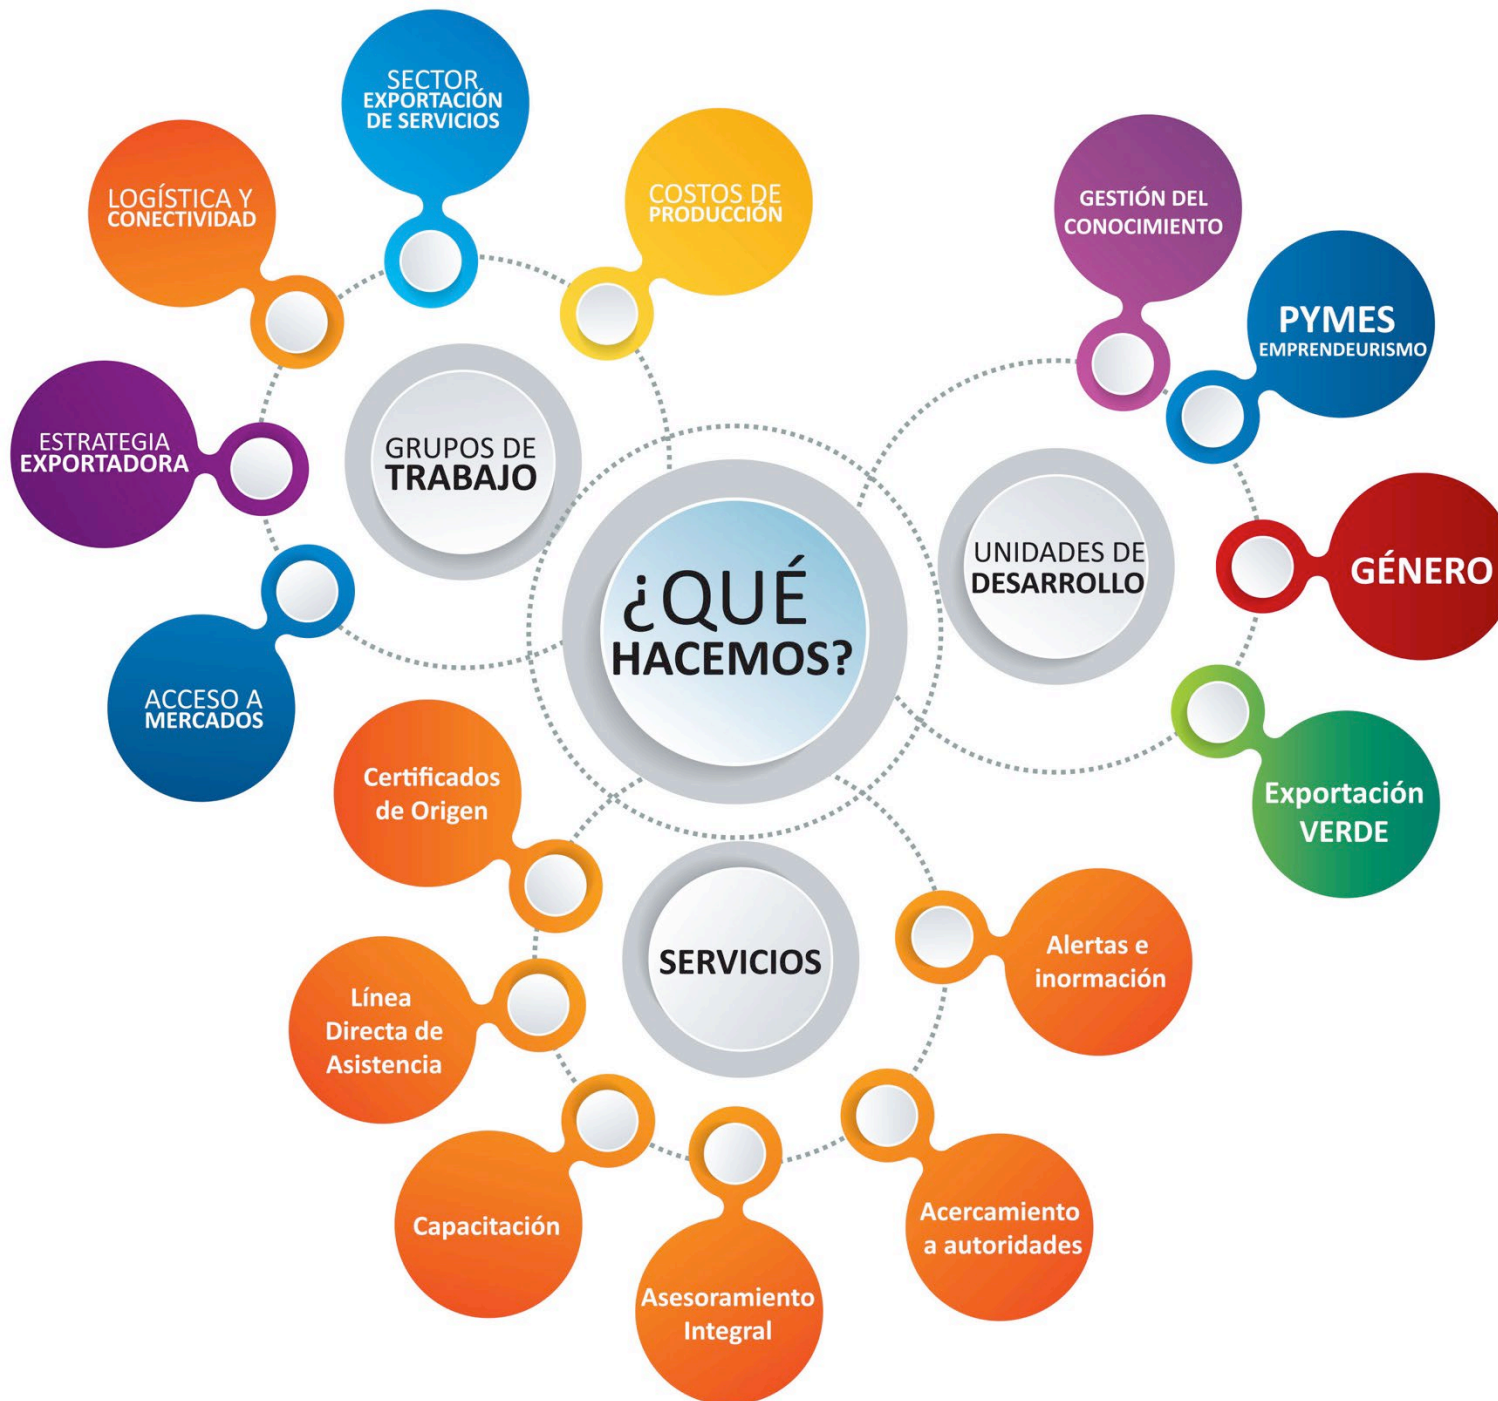 SECTOR
EXPORTACIÓN
DE SERVICIOS
LOGÍSTICA Y
CONECTIVIDAD
COSTOS DE
PRODUCCIÓN
ESTRATEGIA
EXPORTADORA
GRUPOS DE
TRABAJO
ACCESO A
MERCADOS
¿QUÉ
HACEMOS?
GESTIÓN DEL
CONOCIMIENTO
PYMES
EMPRENDEURISMO
UNIDADES DE
DESARROLLO
GÉNERO
Exportación
VERDE
Certificados
de Origen
SERVICIOS
Línea
Directa de
Asistencia
Capacitación
Asesoramiento
Integral
Acercamiento
a autoridades
Alertas e
inormación